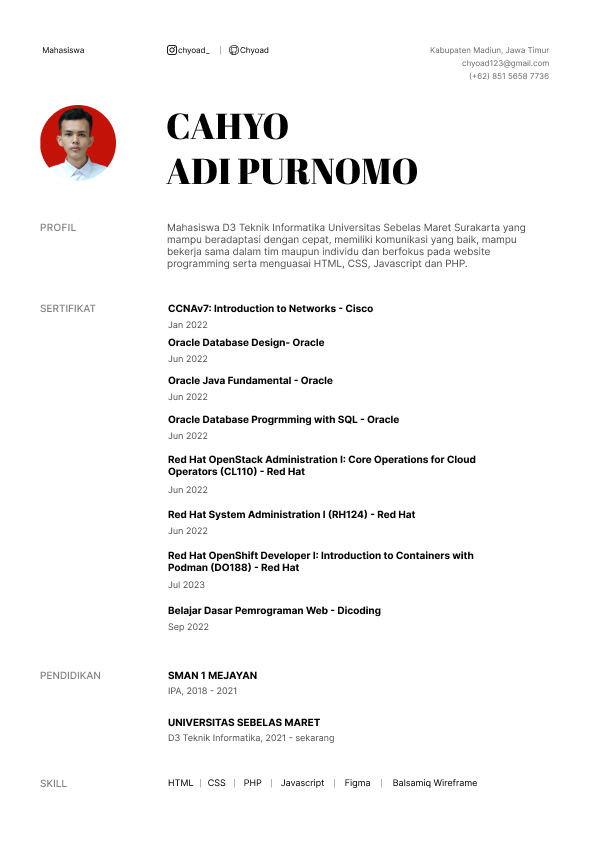 Mahasiswa
chyoad_ | Chyoad
Kabupaten Madiun, Jawa Timur
chyoad123@gmail.com
(+62) 851 5658 7736
CAHYO
ADI PURNOMO
PROFIL
Mahasiswa D3 Teknik Informatika Universitas Sebelas Maret Surakarta yang
mampu beradaptasi dengan cepat, memiliki komunikasi yang baik, mampu
bekerja sama dalam tim maupun individu dan berfokus pada website
programming serta menguasai HTML, CSS, Javascript dan PHP.
SERTIFIKAT
CCNAv7: Introduction to Networks - Cisco
Jan 2022
Oracle Database Design- Oracle
Jun 2022
Oracle Java Fundamental - Oracle
Jun 2022
Oracle Database Progrmming with SQL - Oracle
Jun 2022
Red Hat OpenStack Administration I: Core Operations for Cloud
Operators (CL110) - Red Hat
Jun 2022
Red Hat System Administration I (RH124) - Red Hat
Jun 2022
Red Hat OpenShift Developer I: Introduction to Containers with
Podman (DO188) - Red Hat
Jul 2023
Belajar Dasar Pemrograman Web - Dicoding
Sep 2022
PENDIDIKAN
SMAN 1 MEJAYAN
IPA, 2018 - 2021
UNIVERSITAS SEBELAS MARET
D3 Teknik Informatika, 2021 - sekarang
SKILL
HTML | CSS | PHP | Javascript | Figma | Balsamiq Wireframe